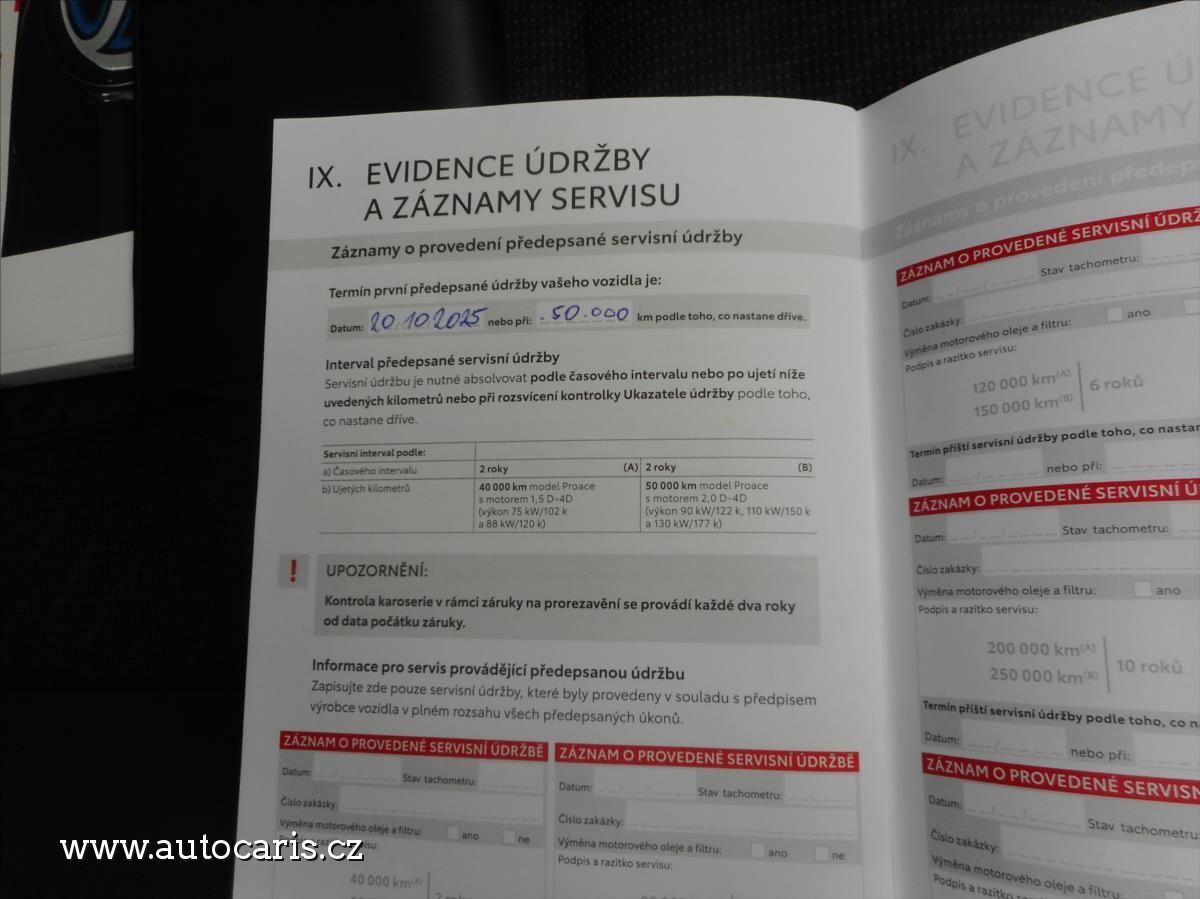 IX. EVIDENCE ÚDRŽBY
A ZÁZNAMY SERVISU
Záznamy o provedení předepsané servisní údržby
Termín první předepsané údržby vašeho vozidla je:
Datum: 20.10.2025 nebo při: 50.000 km podle toho, co nastane dříve.
Interval předepsané servisní údržby
Servisní údržbu je nutné absolvovat podle časového intervalu nebo po ujetí níže
uvedených kilometrů nebo při rozsvícení kontrolky Ukazatele údržby podle toho,
co nastane dříve.
Servisní interval podle:
a) Časového intervalu 2 roky (A) 2 roky (B)
b) Ujetých kilometrů 40 000 km model Proace 50 000 km model Proace
s motorem 1,5 D-4D s motorem 2,0 D-4D
(výkon 75 kW/102 k (výkon 90 kW/122 k, 110 kW/150 k
a 88 kW/120 k) a 130 kW/177 k)
! UPOZORNĚNÍ:
Kontrola karoserie v rámci záruky na prorezavění se provádí každé dva roky
od data počátku záruky.
Informace pro servis provádějící předepsanou údržbu
Zapisujte zde pouze servisní údržby, které byly provedeny v souladu s předpisem
výrobce vozidla v plném rozsahu všech předepsaných úkonů.
ZÁZNAM O PROVEDENÉ SERVISNÍ ÚDRŽBĚ ZÁZNAM O PROVEDENÉ SERVISNÍ ÚDRŽBĚ
Datum: Stav tachometru: Datum: Stav tachometru:
Číslo zakázky: Číslo zakázky:
Výměna motorového oleje a filtru: ano ne Výměna motorového oleje a filtru: ano ne
razítko servisu: Podpis a razítko servisu:
40 000 km(A)
IX. EVIDENCE Ú
A ZÁZNAMY
Záznamy o provedení předep
ZÁZNAM O PROVEDENÉ SERVISNÍ ÚDRŽ
Datum: Stav tachometru:
Číslo zakázky:
Výměna motorového oleje a filtru: ano
Podpis a razítko servisu:
120 000 km(A)
150 000 km(B) 6 roků
Termín příští servisní údržby podle toho, co nastan
Datum: nebo při:
ZÁZNAM O PROVEDENÉ SERVISNÍ Ú
Datum: Stav tachometru:
Číslo zakázky:
Výměna motorového oleje a filtru: ano
Podpis a razítko servisu:
200 000 km(A)
250 000 km(B) 10 roků
Termín příští servisní údržby podle toho, co n
Datum: nebo při:
ZÁZNAM O PROVEDENÉ SERVISN
Datum: Stav tachometru:
Číslo zakázky:
Výměna motorového oleje a filtru:
Podpis a razítko servisu:
www.autocaris.cz